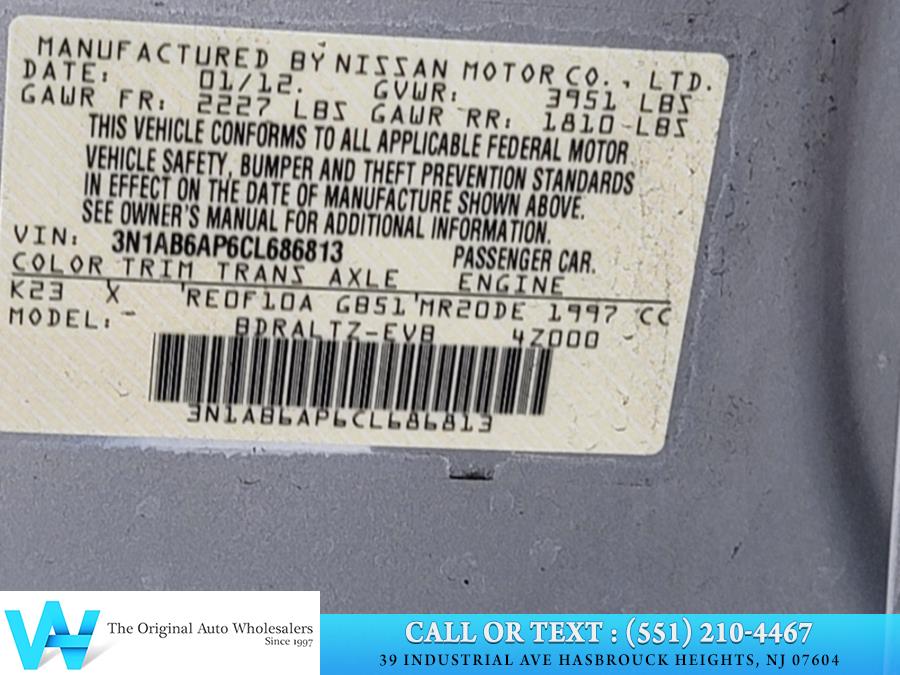 MANUFACTURED BY NISSAN MOTOR CO., LTD.
DATE: 01/12. GVWR: 3951 LBS
GAWR FR: 2227 LBS GAWR RR: 1810 LBS
THIS VEHICLE CONFORMS TO ALL APPLICABLE FEDERAL MOTOR
VEHICLE SAFETY, BUMPER AND THEFT PREVENTION STANDARDS
IN EFFECT ON THE DATE OF MANUFACTURE SHOWN ABOVE.
SEE OWNER'S MANUAL FOR ADDITIONAL INFORMATION.
VIN: 3N1AB6AP6CL686813 PASSENGER CAR.
COLOR TRIM TRANS AXLE ENGINE
K23 X RE0F10A GB51 MR20DE 1997 CC
MODEL: BDRALTZ-EVB 4Z000
3N1AB6AP6CL686813
W
The Original Auto Wholesalers
Since 1997
CALL OR TEXT : (551) 210-4467
39 INDUSTRIAL AVE HASBROUCK HEIGHTS, NJ 07604